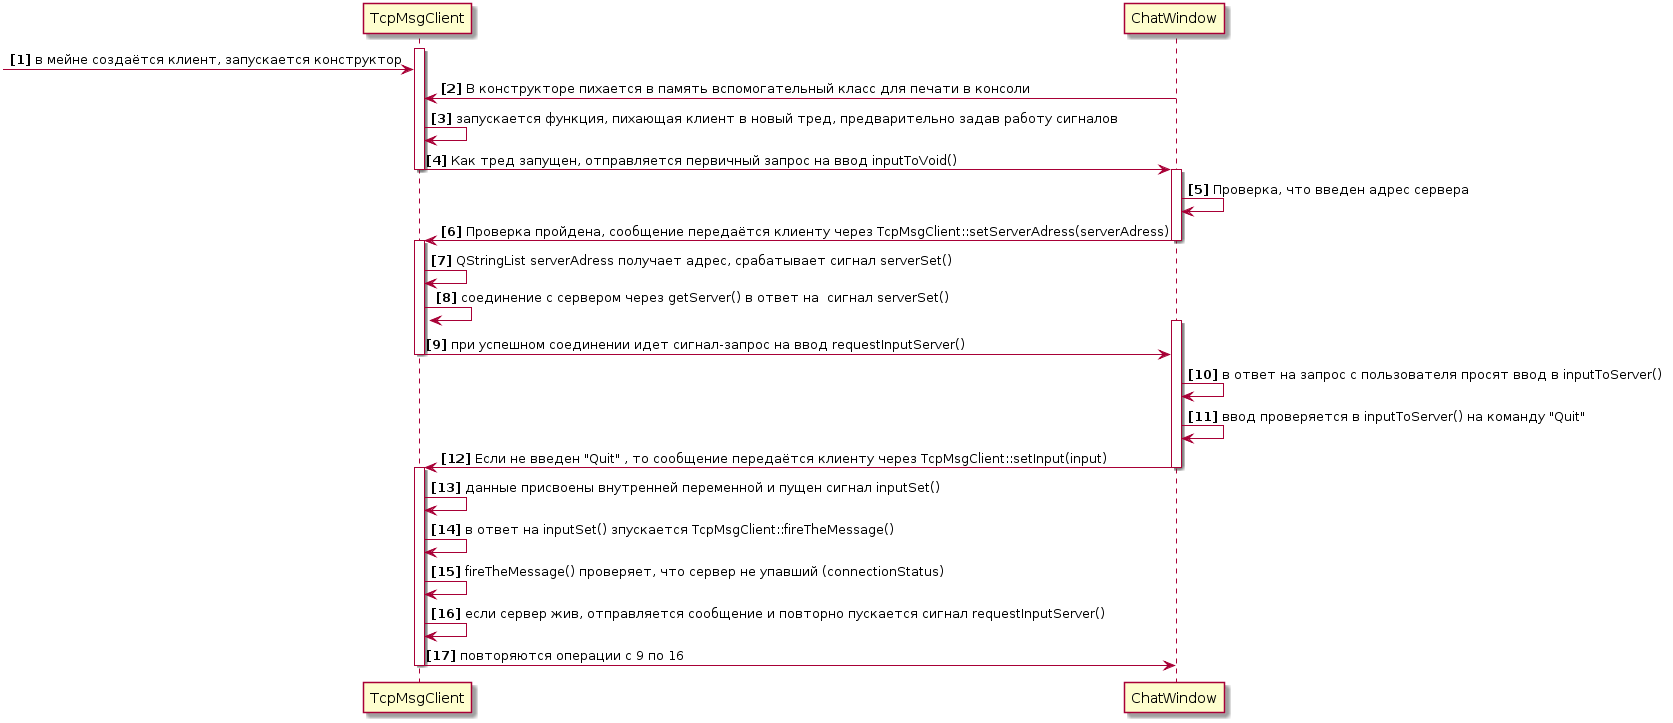 TcpMsgClient
ChatWindow
[1] в мейне создаётся клиент, запускается конструктор
[2] В конструкторе пихается в память вспомогательный класс для печати в консоли
[3] запускается функция, пихающая клиент в новый тред, предварительно задав работу сигналов
[4] Как тред запущен, отправляется первичный запрос на ввод inputToVoid()
[5] Проверка, что введен адрес сервера
[6] Проверка пройдена, сообщение передаётся клиенту через TcpMsgClient::setServerAdress(serverAdress)
[7] QStringList serverAdress получает адрес, срабатывает сигнал serverSet()
[8] соединение с сервером через getServer() в ответ на  сигнал serverSet()
[9] при успешном соединении идет сигнал-запрос на ввод requestInputServer()
[10] в ответ на запрос с пользователя просят ввод в inputToServer()
[11] ввод проверяется в inputToServer() на команду "Quit"
[12] Если не введен "Quit" , то сообщение передаётся клиенту через TcpMsgClient::setInput(input)
[13] данные присвоены внутренней переменной и пущен сигнал inputSet()
[14] в ответ на inputSet() зпускается TcpMsgClient::fireTheMessage()
[15] fireTheMessage() проверяет, что сервер не упавший (connectionStatus)
[16] если сервер жив, отправляется сообщение и повторно пускается сигнал requestInputServer()
[17] повторяются операции с 9 по 16
TcpMsgClient
ChatWindow